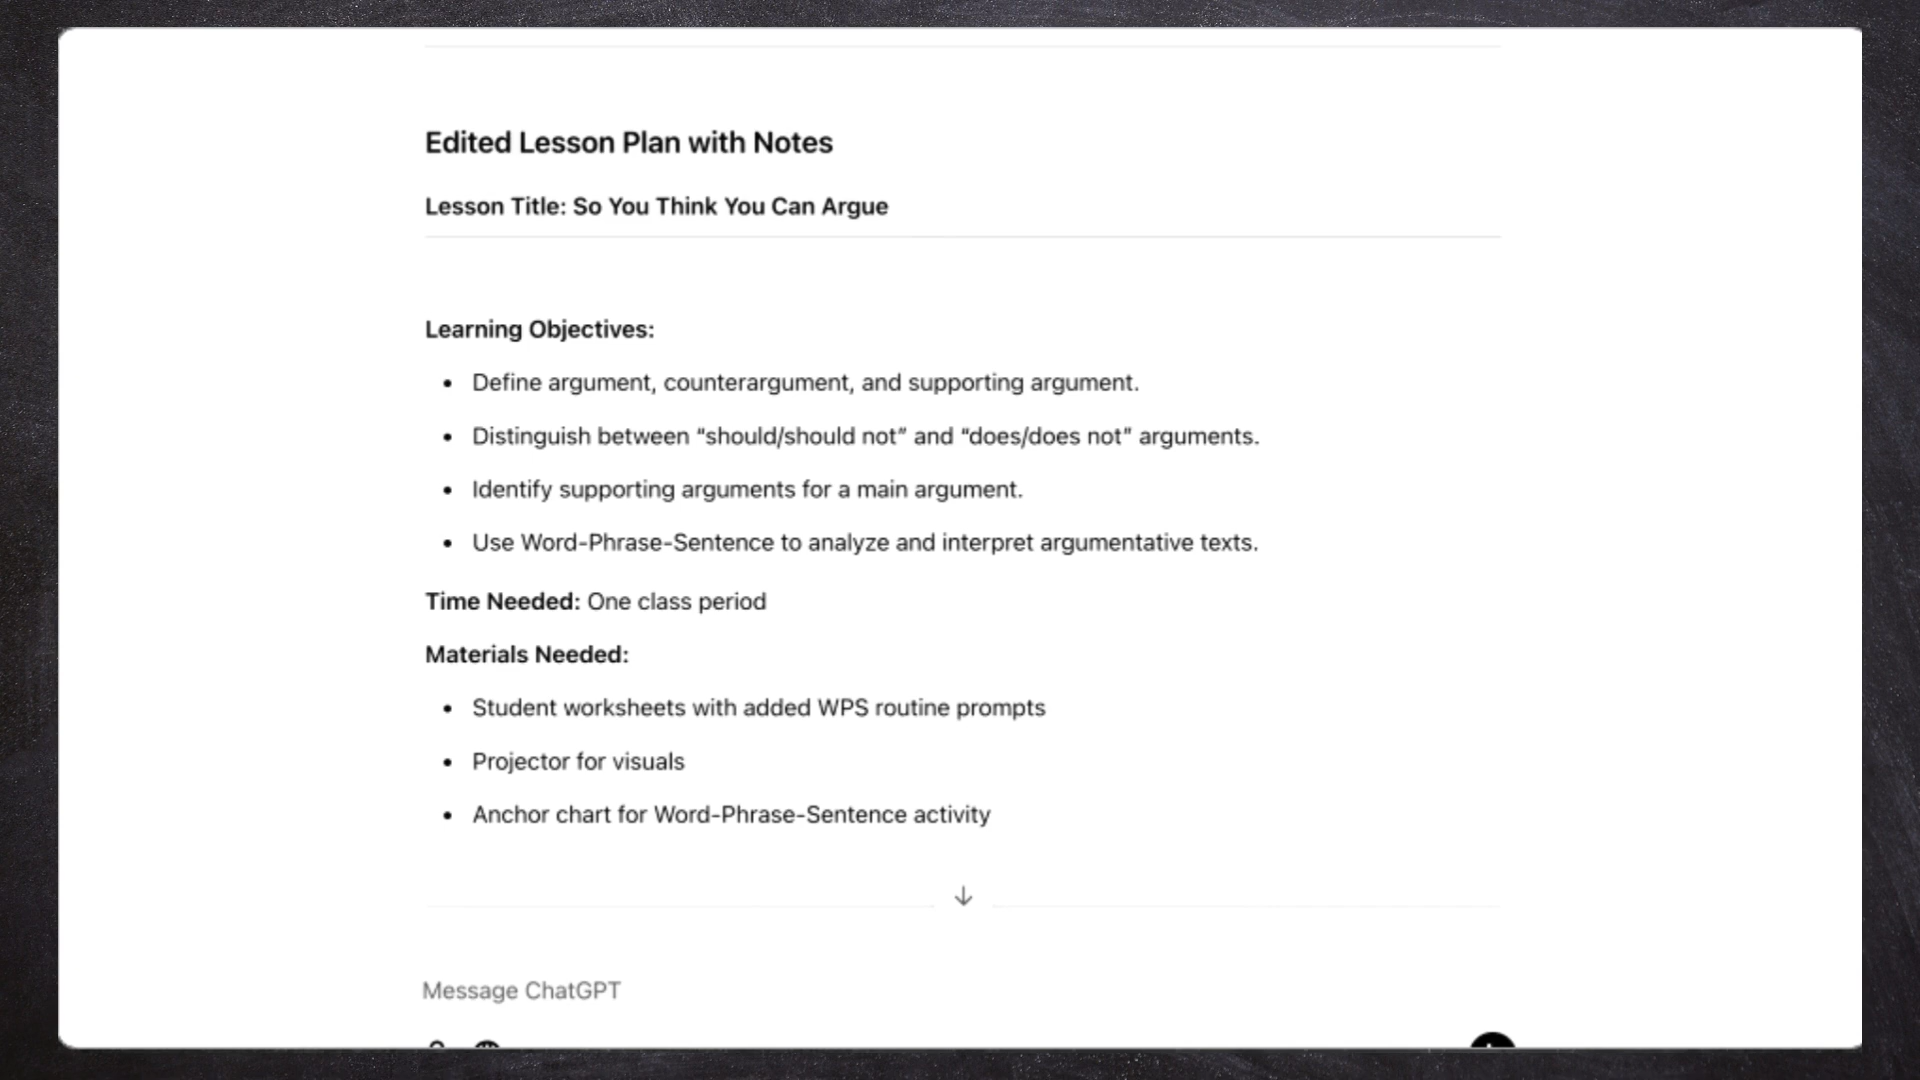 Edited Lesson Plan with Notes
Lesson Title: So You Think You Can Argue
Learning Objectives:
• Define argument, counterargument, and supporting argument.
• Distinguish between “should/should not” and “does/does not” arguments.
• Identify supporting arguments for a main argument.
• Use Word-Phrase-Sentence to analyze and interpret argumentative texts.
Time Needed: One class period
Materials Needed:
• Student worksheets with added WPS routine prompts
• Projector for visuals
• Anchor chart for Word-Phrase-Sentence activity
Message ChatGPT